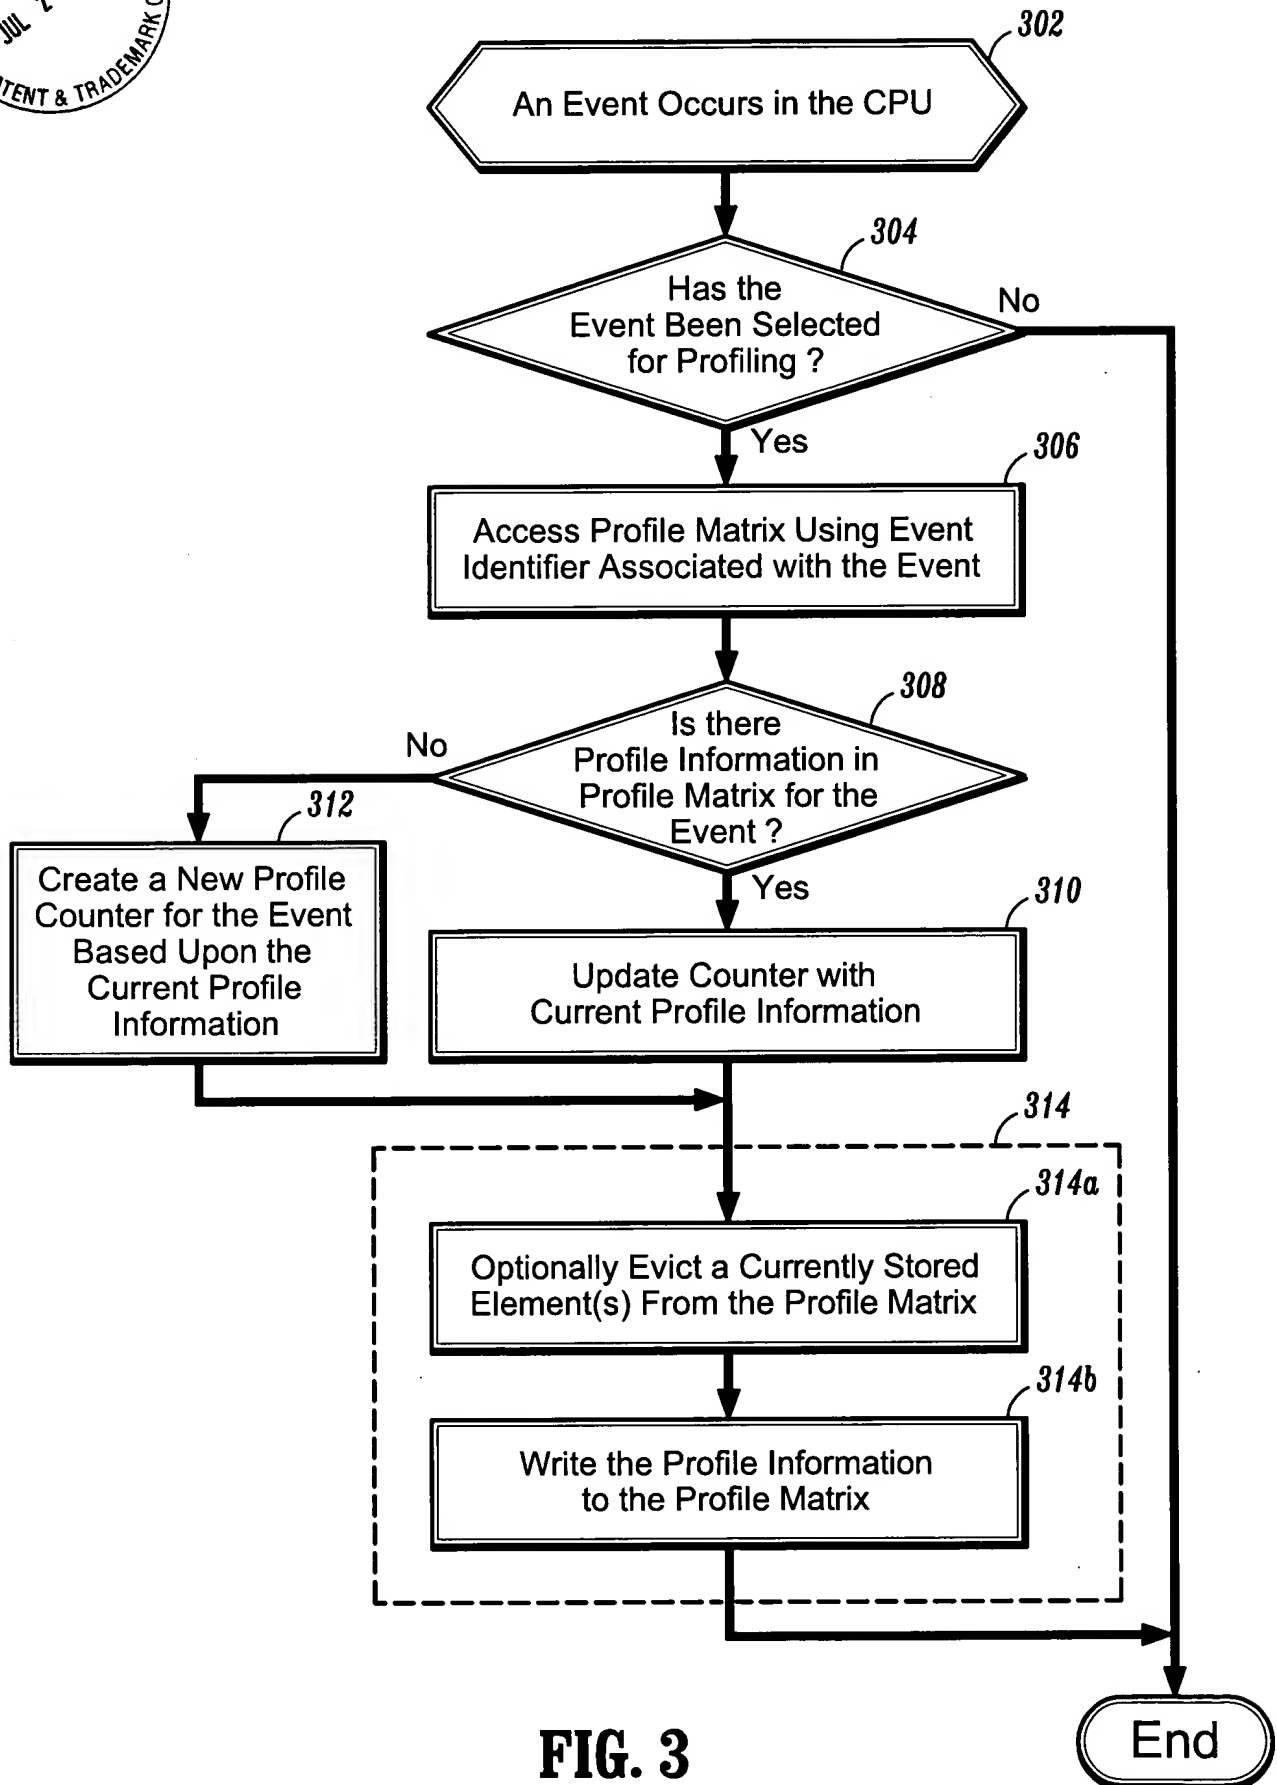 JUL 2
TENT & TRADEMARK
302
An Event Occurs in the CPU
304
Has the
Event Been Selected
for Profiling ?
No
Yes
306
Access Profile Matrix Using Event
Identifier Associated with the Event
308
Is there
Profile Information in
Profile Matrix for the
Event ?
No
312
Create a New Profile
Counter for the Event
Based Upon the
Current Profile
Information
Yes
310
Update Counter with
Current Profile Information
314
314a
Optionally Evict a Currently Stored
Element(s) From the Profile Matrix
314b
Write the Profile Information
to the Profile Matrix
End
FIG. 3